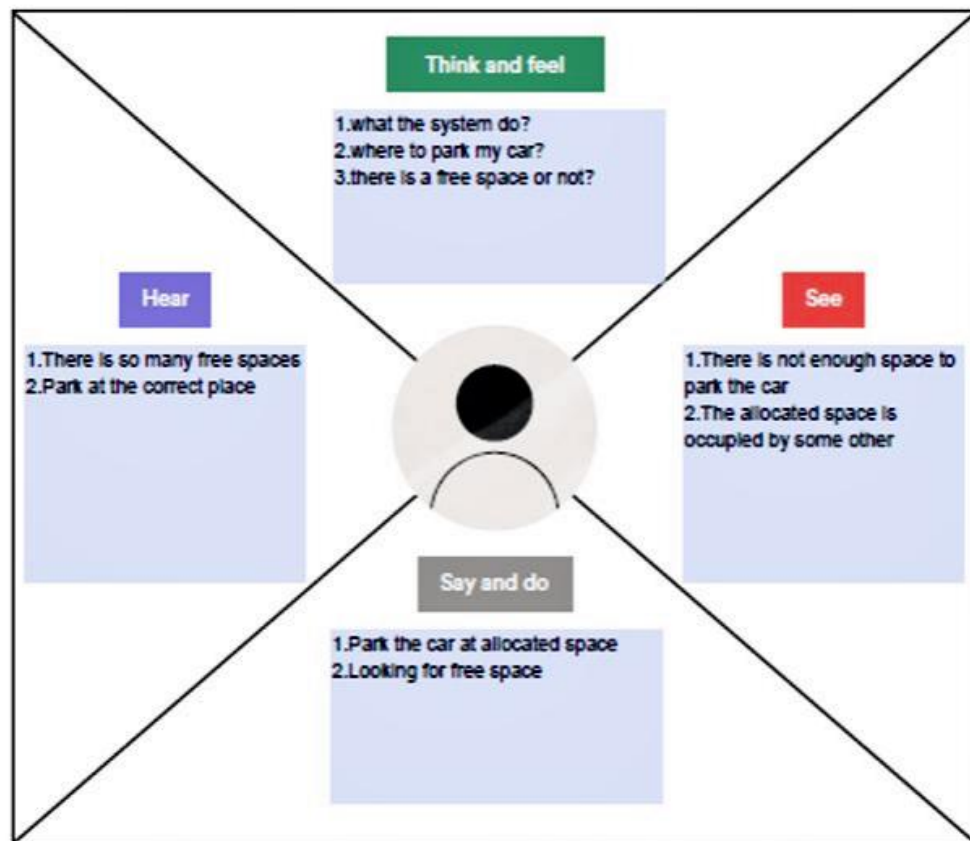 Think and feel
1.what the system do?
2.where to park my car?
3.there is a free space or not?
Hear
1.There is so many free spaces
2.Park at the correct place
See
1.There is not enough space to
park the car
2.The allocated space is
occupied by some other
Say and do
1.Park the car at allocated space
2.Looking for free space